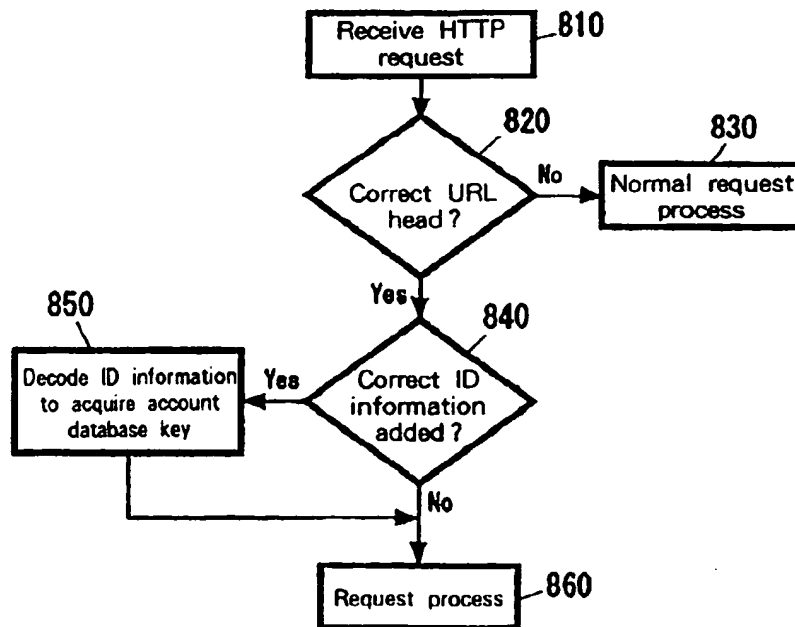 Receive HTTP
request
810
820
Correct URL
head ?
No
830
Normal request
process
Yes
840
850
Decode ID information
to acquire account
database key
Yes
Correct ID
information
added ?
No
Request process
860